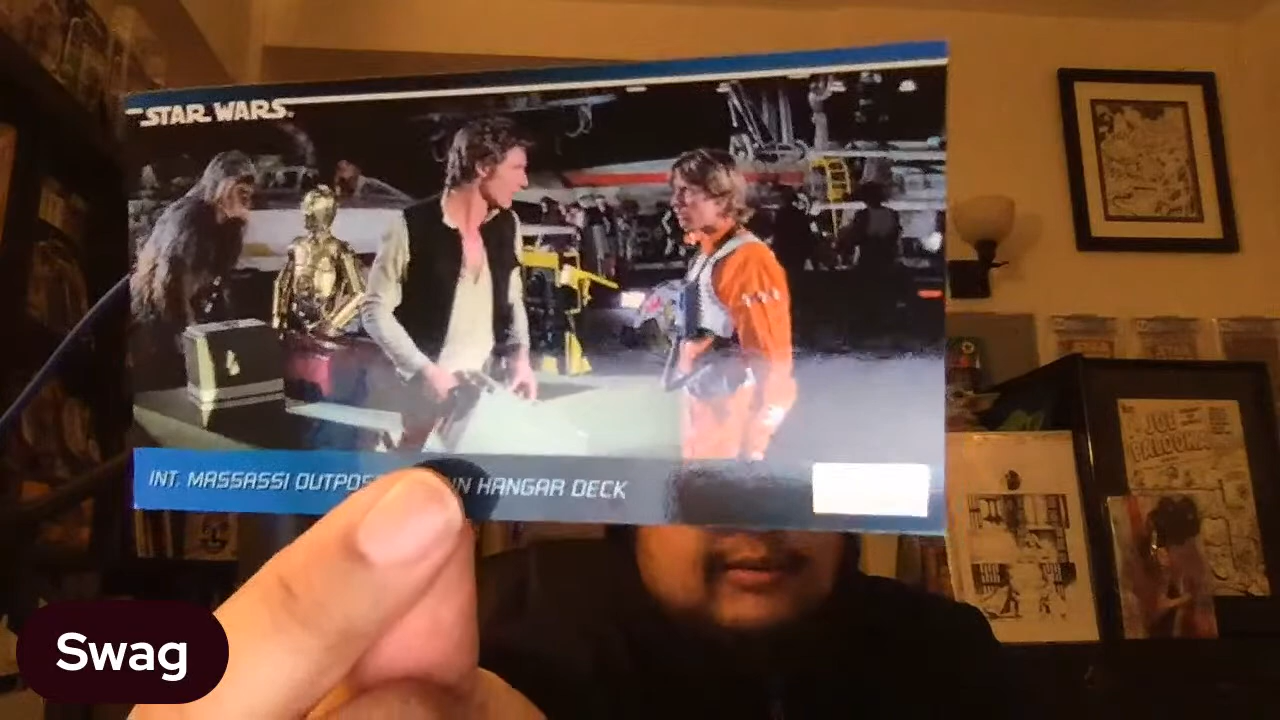 STAR WARS
INT. MASSASSI OUTPOS N HANGAR DECK
JOE
PALOOKA
Swag